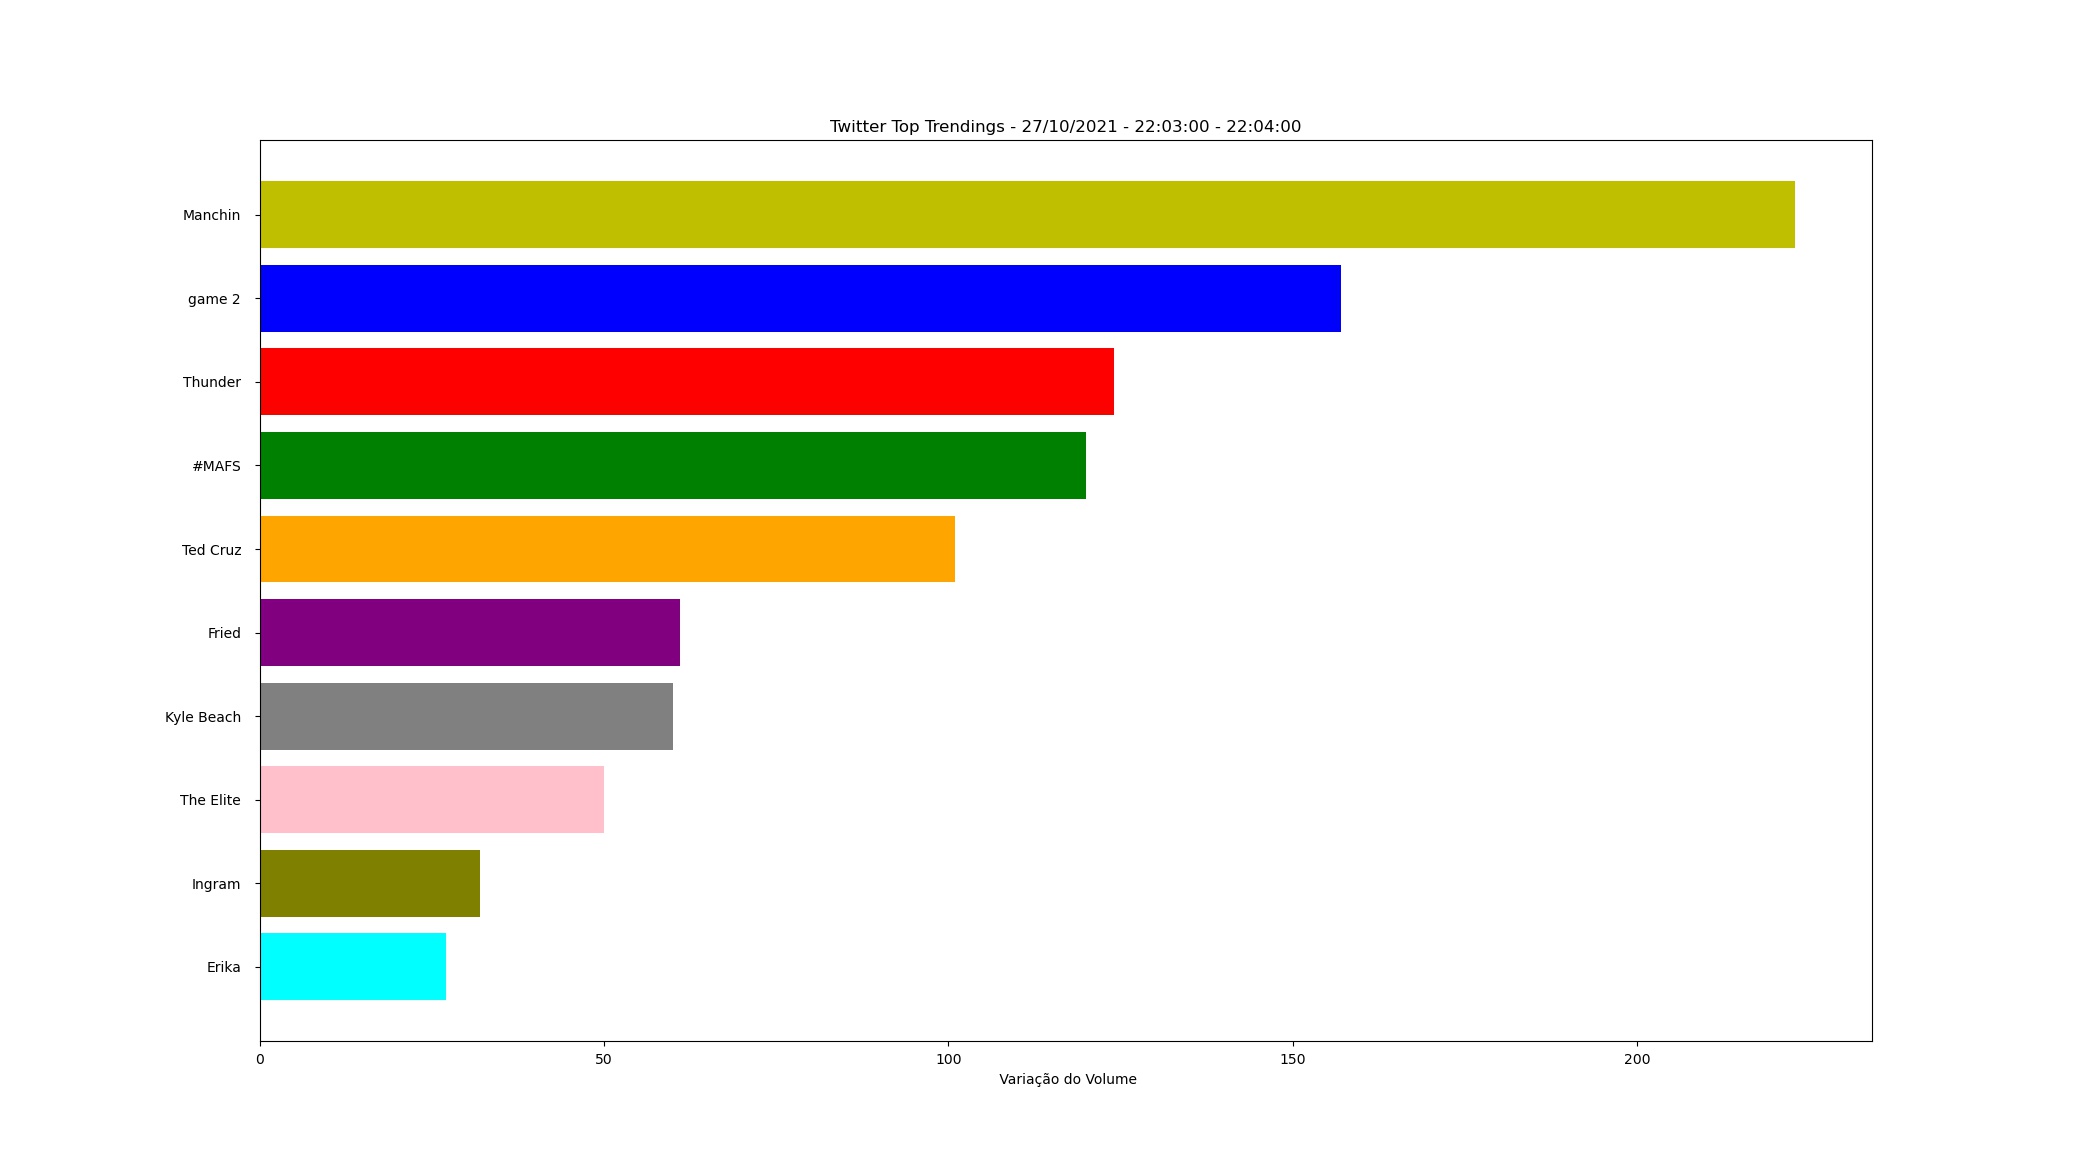 Twitter Top Trendings - 27/10/2021 - 22:03:00 - 22:04:00
Manchin
game 2
Thunder
#MAFS
Ted Cruz
Fried
Kyle Beach
The Elite
Ingram
Erika
0 50 100 150 200
Variação do Volume